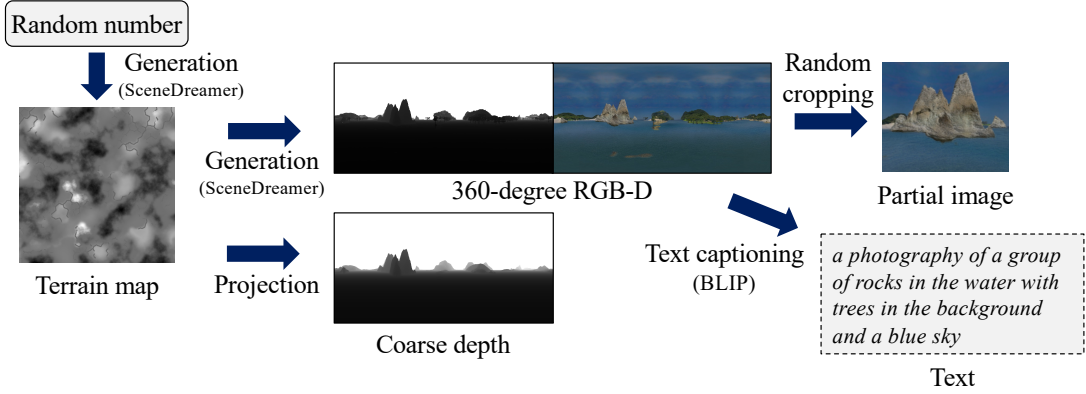 Random number
Generation
(SceneDreamer)
Generation
(SceneDreamer)
360-degree RGB-D
Random
cropping
Partial image
Terrain map
Projection
Coarse depth
Text captioning
(BLIP)
a photography of a group
of rocks in the water with
trees in the background
and a blue sky
Text